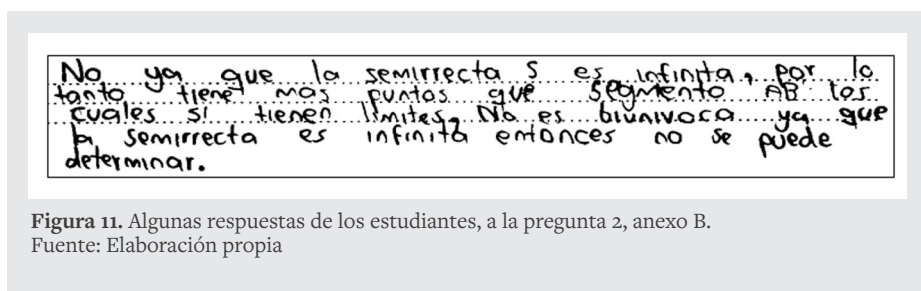 No ya que la semirrecta S es infinita, por lo
tanto tiene mas puntos que segmento AB los
cuales si tienen límites. No es biunivoca ya que
la semirrecta es infinita entonces no se puede
determinar.
Figura 11. Algunas respuestas de los estudiantes, a la pregunta 2, anexo B.
Fuente: Elaboración propia